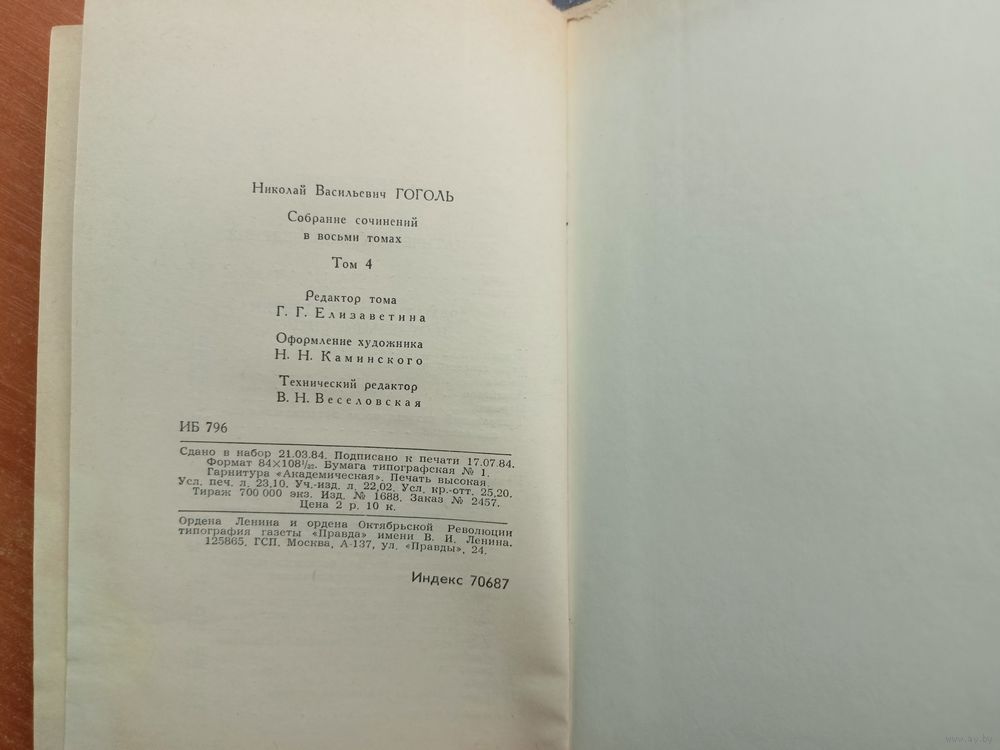 Николай Васильевич ГОГОЛЬ
Собрание сочинений
в восьми томах
Том 4
Редактор тома
Г. Г. Елизаветина
Оформление художника
Н. Н. Каминского
Технический редактор
В. Н. Веселовская
ИБ 796
Сдано в набор 21.03.84. Подписано к печати 17.07.84.
Формат 84×108¹/₃₂. Бумага типографская № 1.
Гарнитура «Академическая». Печать высокая.
Усл. печ. л. 23,10. Уч.-изд. л. 22,02. Усл. кр.-отт. 25,20.
Тираж 700 000 экз. Изд. № 1688. Заказ № 2457.
Цена 2 р. 10 к.
Ордена Ленина и ордена Октябрьской Революции
типография газеты «Правда» имени В. И. Ленина.
125865. ГСП. Москва, А-137, ул. «Правды», 24.
Индекс 70687
www.ay.by